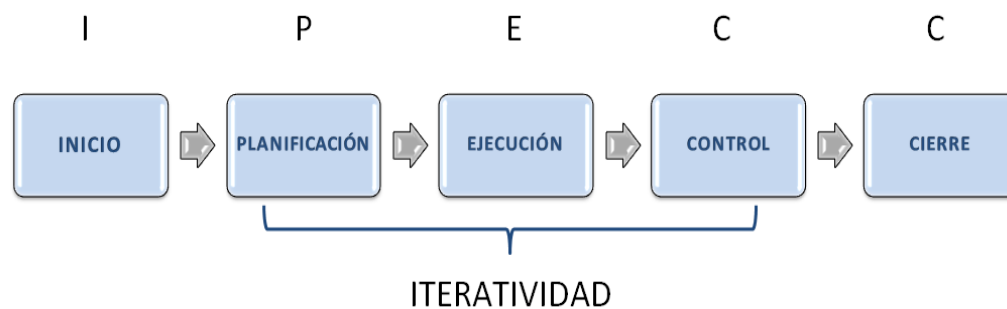 I P E C C
INICIO PLANIFICACIÓN EJECUCIÓN CONTROL CIERRE
ITERATIVIDAD